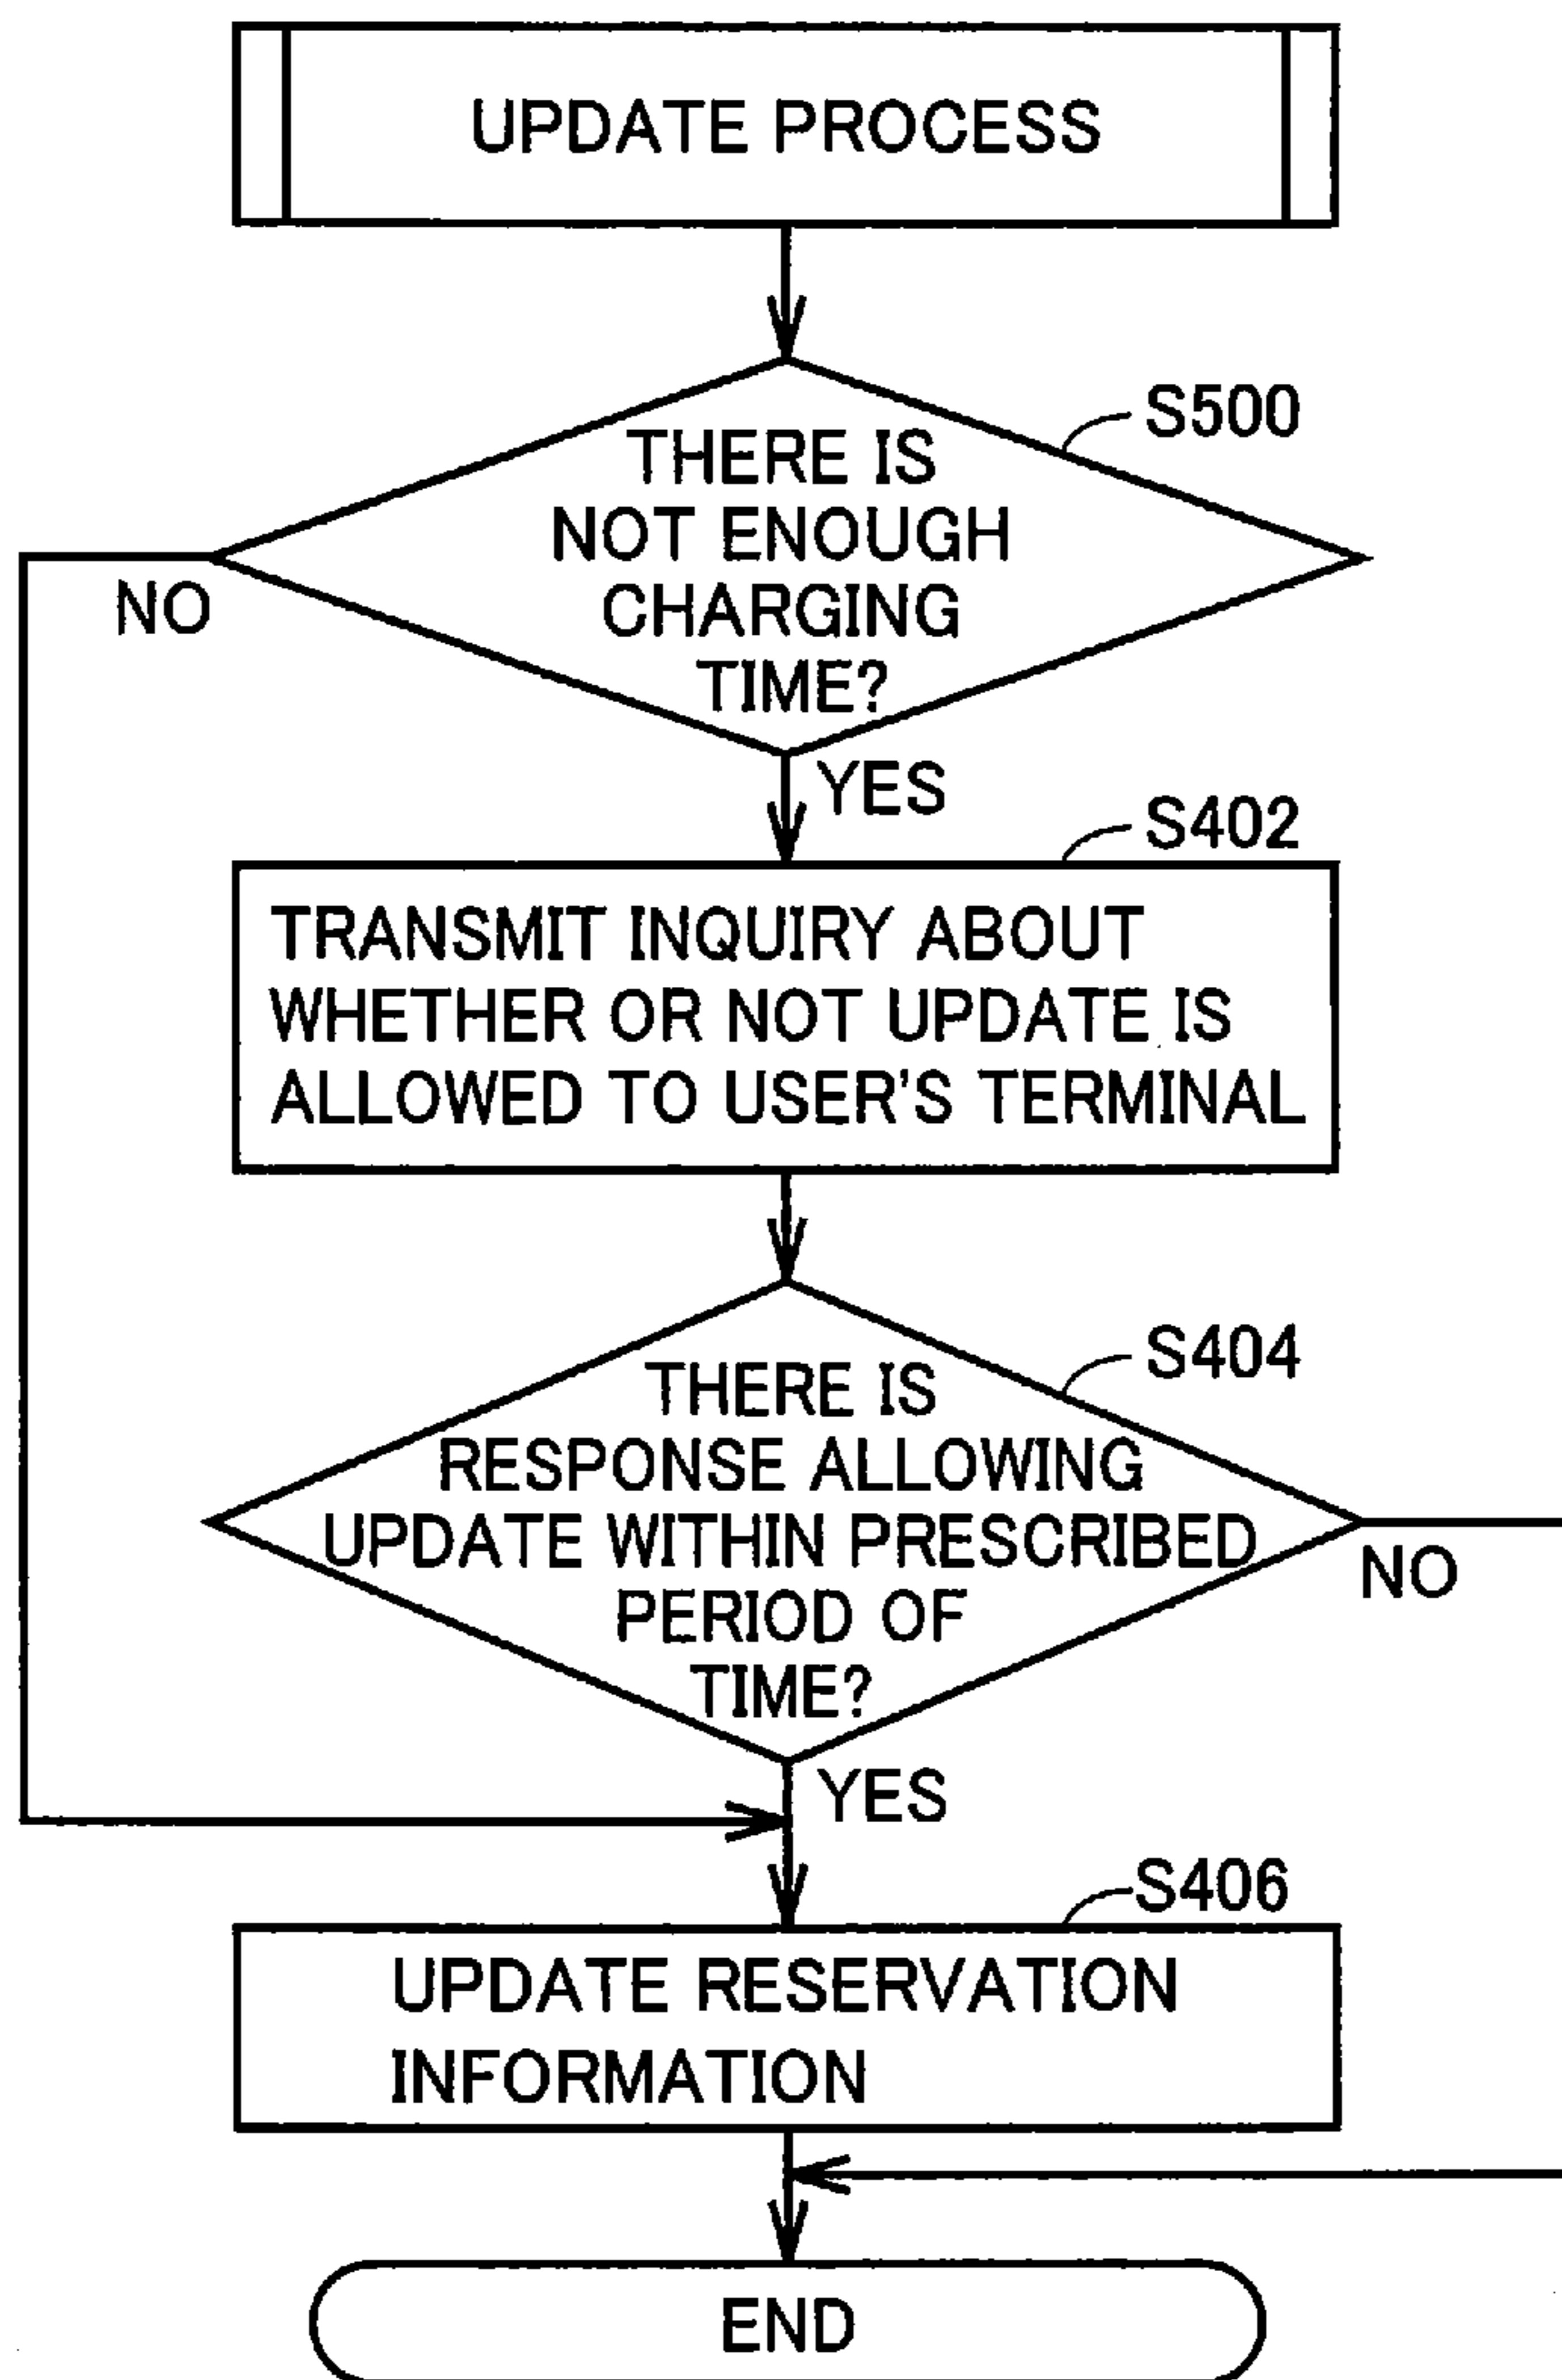 UPDATE PROCESS
S500
THERE IS
NOT ENOUGH
CHARGING
TIME?
NO
YES
S402
TRANSMIT INQUIRY ABOUT
WHETHER OR NOT UPDATE IS
ALLOWED TO USER'S TERMINAL
S404
THERE IS
RESPONSE ALLOWING
UPDATE WITHIN PRESCRIBED
PERIOD OF
TIME?
NO
YES
S406
UPDATE RESERVATION
INFORMATION
END